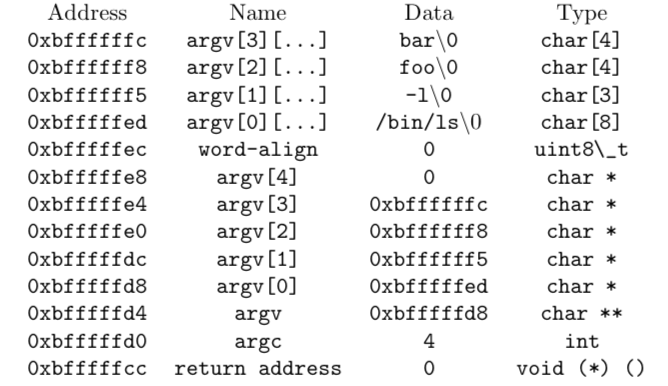 Address Name Data Type
0xbffffffc argv[3][...] bar\0 char[4]
0xbffffff8 argv[2][...] foo\0 char[4]
0xbffffff5 argv[1][...] -l\0 char[3]
0xbfffffed argv[0][...] /bin/ls\0 char[8]
0xbfffffec word-align 0 uint8\_t
0xbfffffe8 argv[4] 0 char *
0xbfffffe4 argv[3] 0xbffffffc char *
0xbfffffe0 argv[2] 0xbffffff8 char *
0xbfffffdc argv[1] 0xbffffff5 char *
0xbfffffd8 argv[0] 0xbfffffed char *
0xbfffffd4 argv 0xbfffffd8 char **
0xbfffffd0 argc 4 int
0xbfffffcc return address 0 void (*) ()